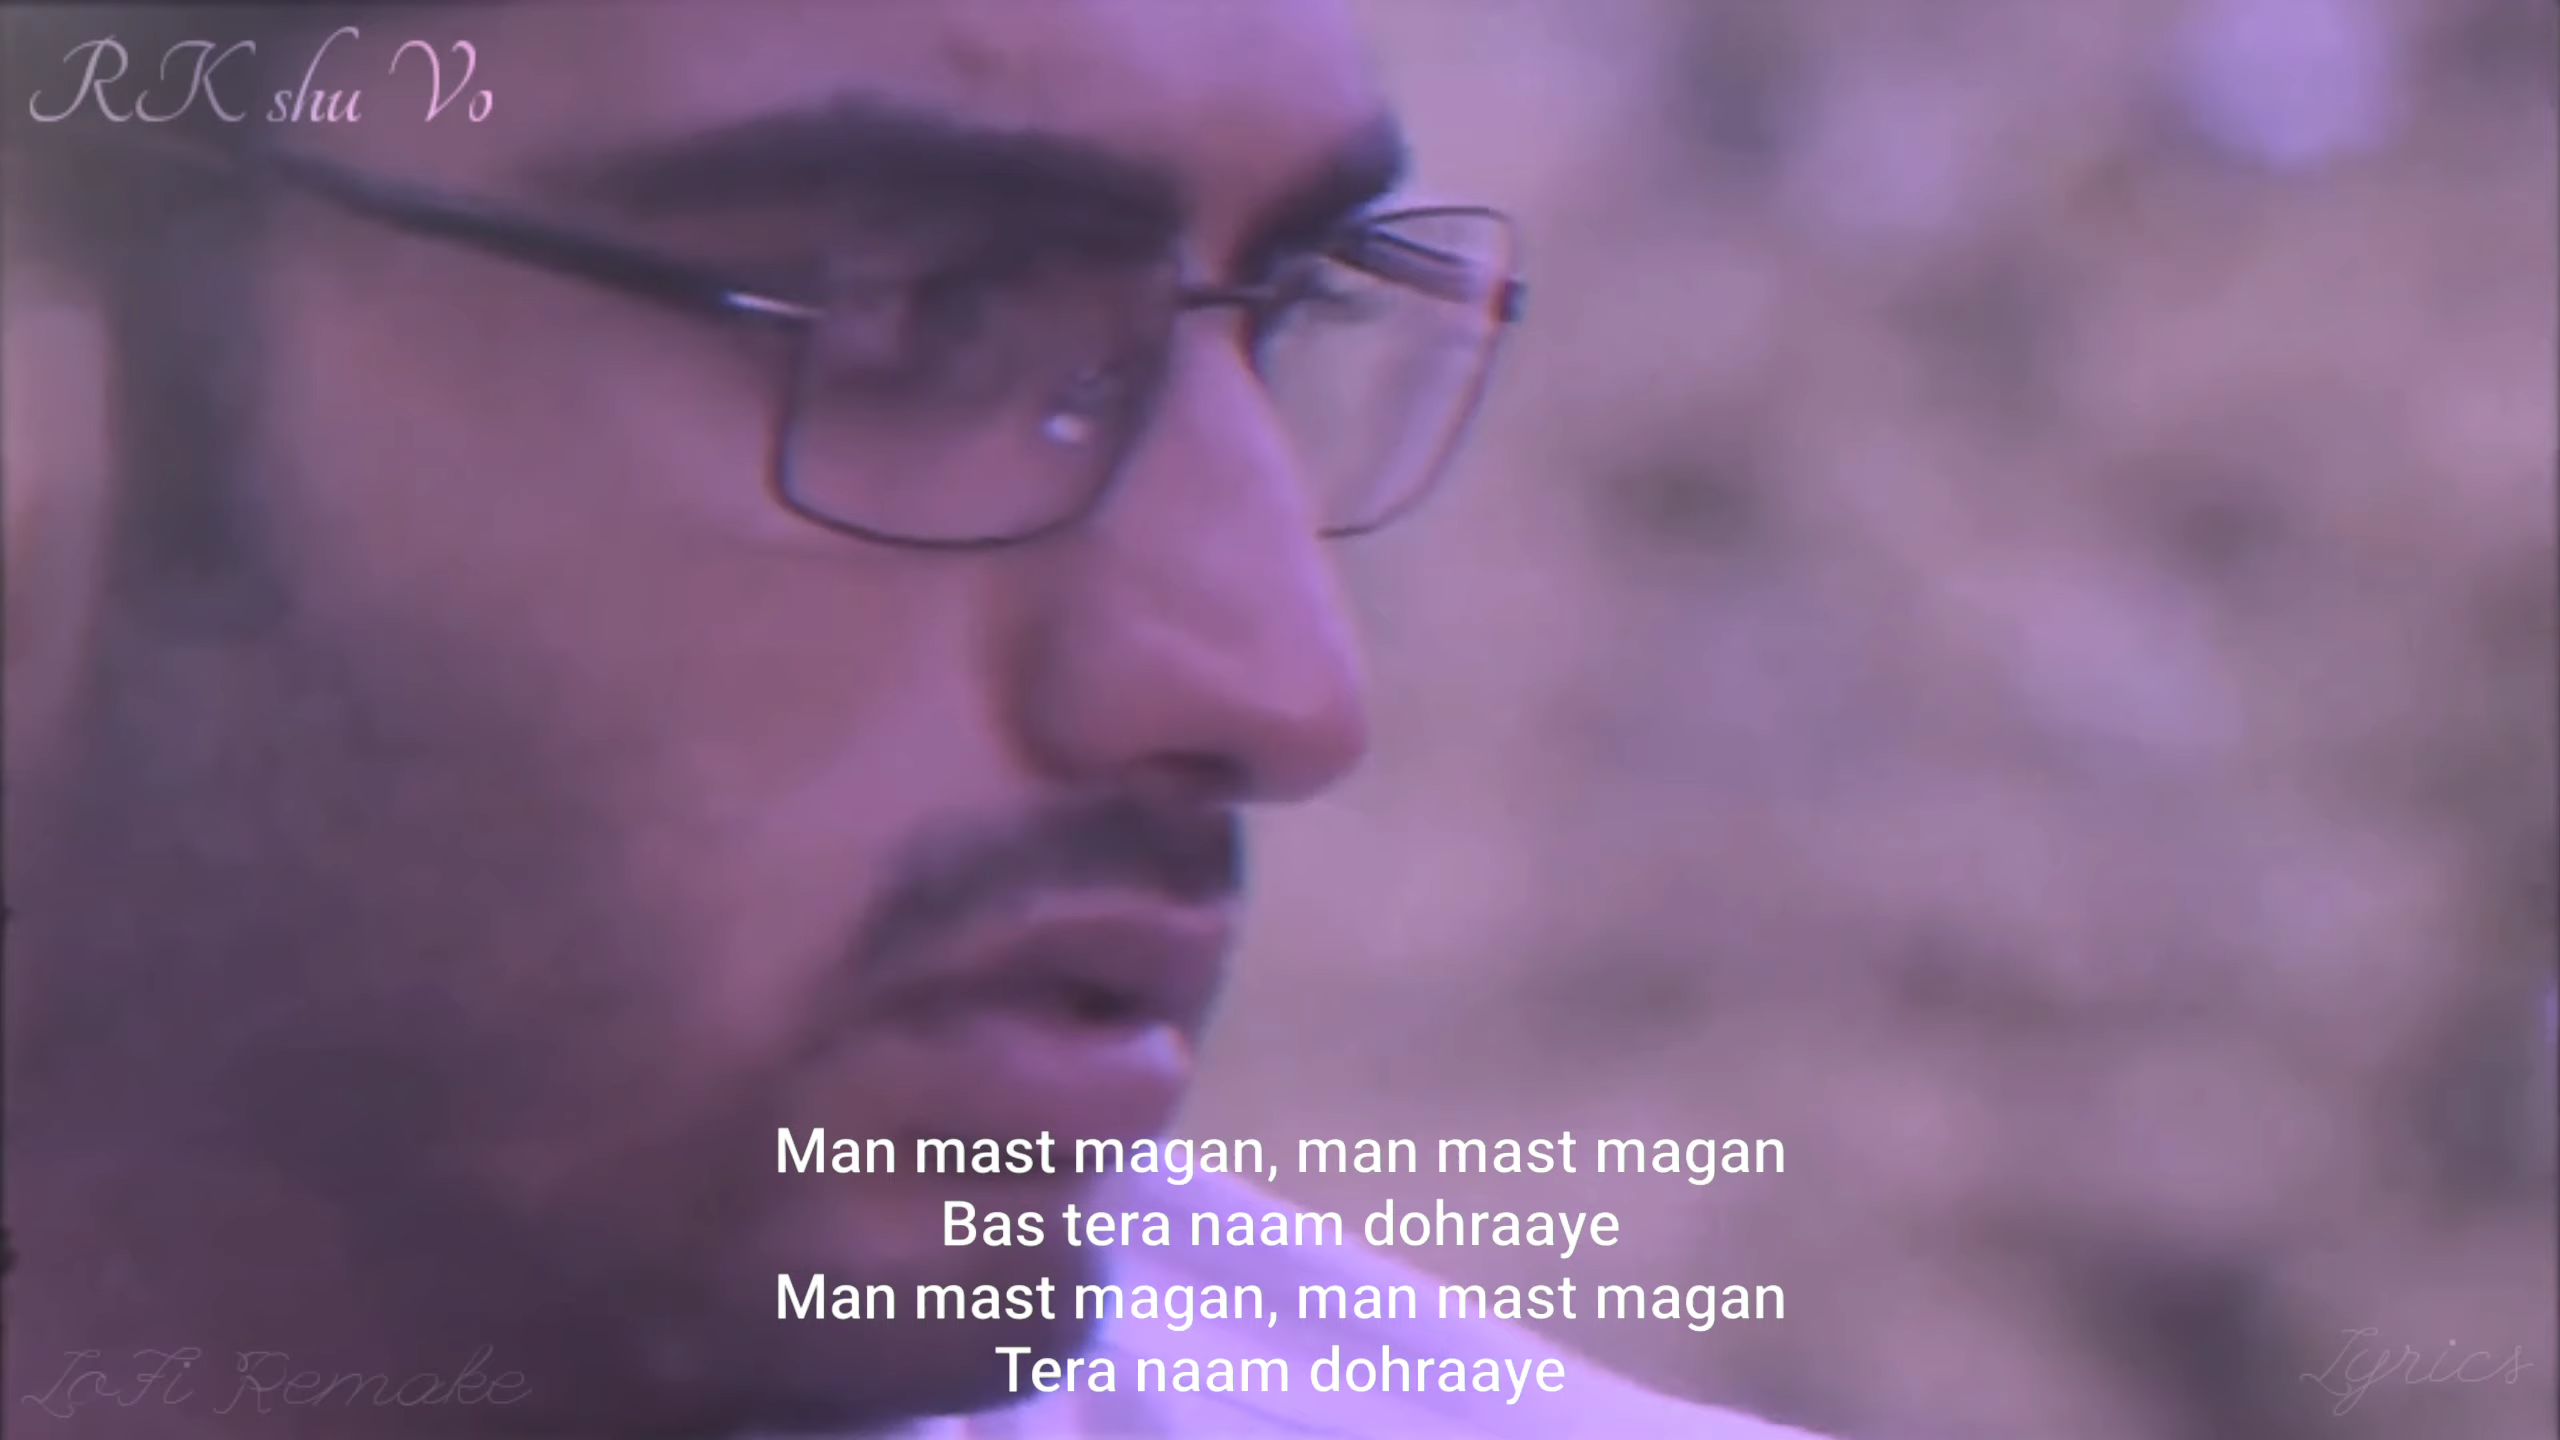 RK shu Vo
Man mast magan, man mast magan
Bas tera naam dohraaye
Man mast magan, man mast magan
Tera naam dohraaye
LoFi Remake
Lyrics